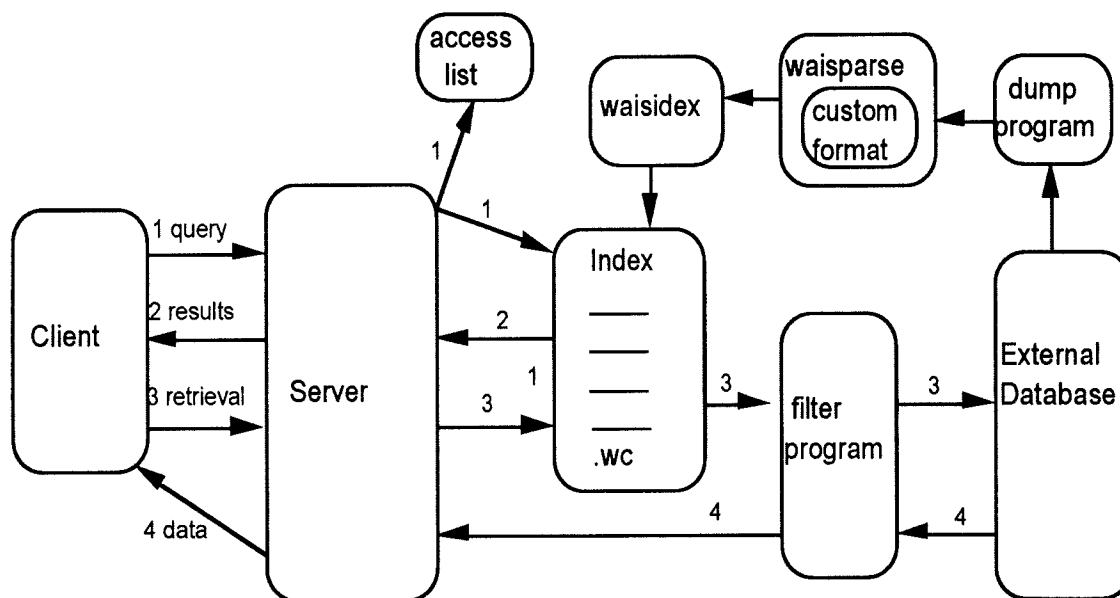 access
list
waisparse
custom
format
waisidex
dump
program
1
1
1 query
2 results
3 retrieval
4 data
Client
Server
2
1
3
Index
.wc
3
filter
program
3
External
Database
4
4